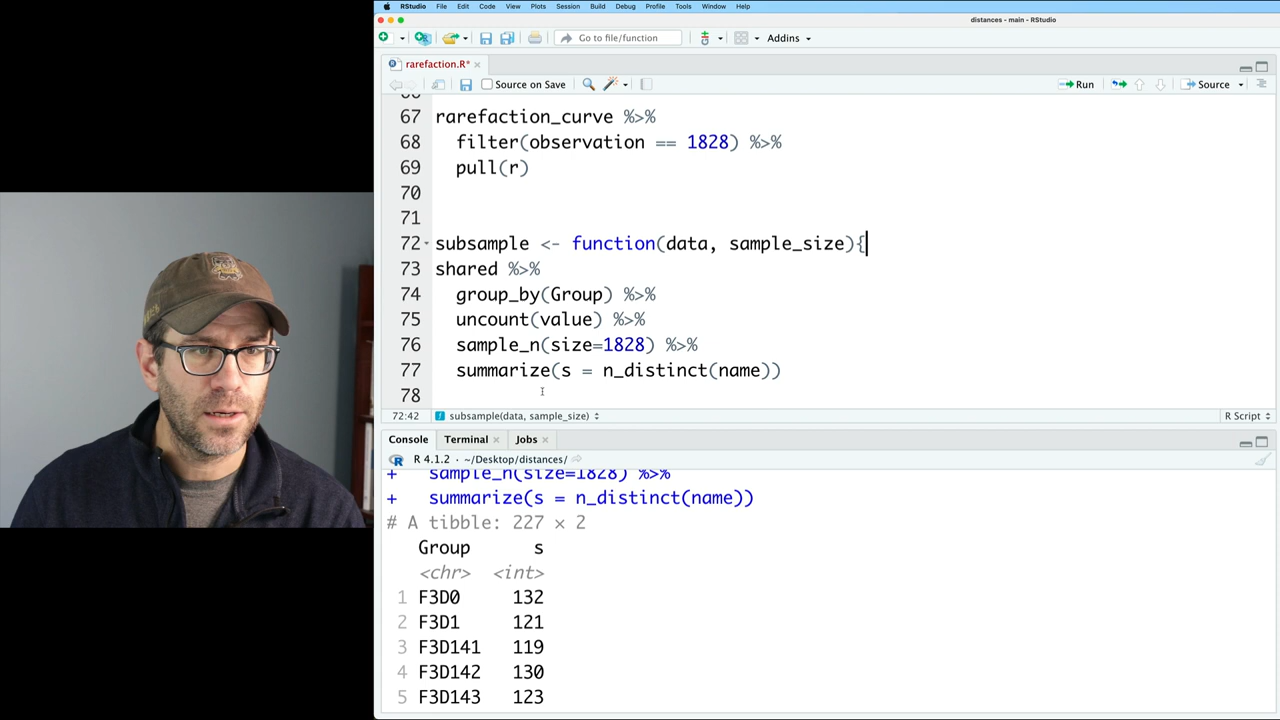 RStudio File Edit Code View Plots Session Build Debug Profile Tools Window Help
distances - main - RStudio
Go to file/function Addins
rarefaction.R*
Source on Save Run Source
67 rarefaction_curve %>%
68 filter(observation == 1828) %>%
69 pull(r)
70
71
72 subsample <- function(data, sample_size){
73 shared %>%
74 group_by(Group) %>%
75 uncount(value) %>%
76 sample_n(size=1828) %>%
77 summarize(s = n_distinct(name))
78
72:42 subsample(data, sample_size) R Script
Console Terminal Jobs
R 4.1.2 · ~/Desktop/distances/
+ sample_n(size=1828) %>%
+ summarize(s = n_distinct(name))
# A tibble: 227 × 2
Group s
<chr> <int>
1 F3D0 132
2 F3D1 121
3 F3D141 119
4 F3D142 130
5 F3D143 123